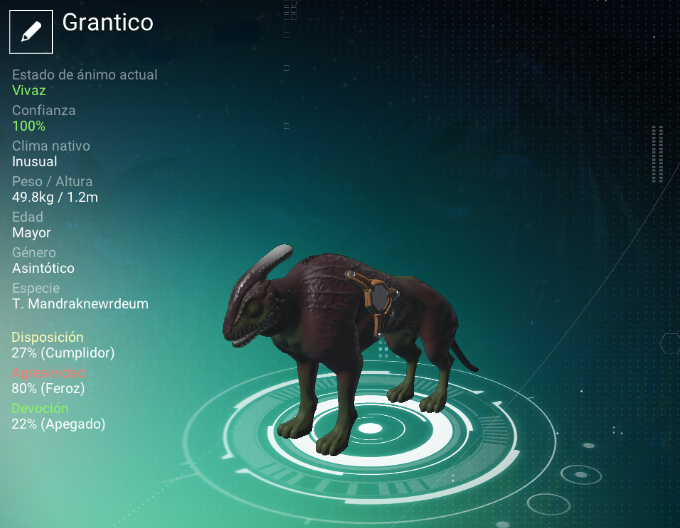 Grantico
Estado de ánimo actual
Vivaz
Confianza
100%
Clima nativo
Inusual
Peso / Altura
49.8kg / 1.2m
Edad
Mayor
Género
Asintótico
Especie
T. Mandraknewrdeum
Disposición
27% (Cumplidor)
Agresividad
80% (Feroz)
Devoción
22% (Apegado)